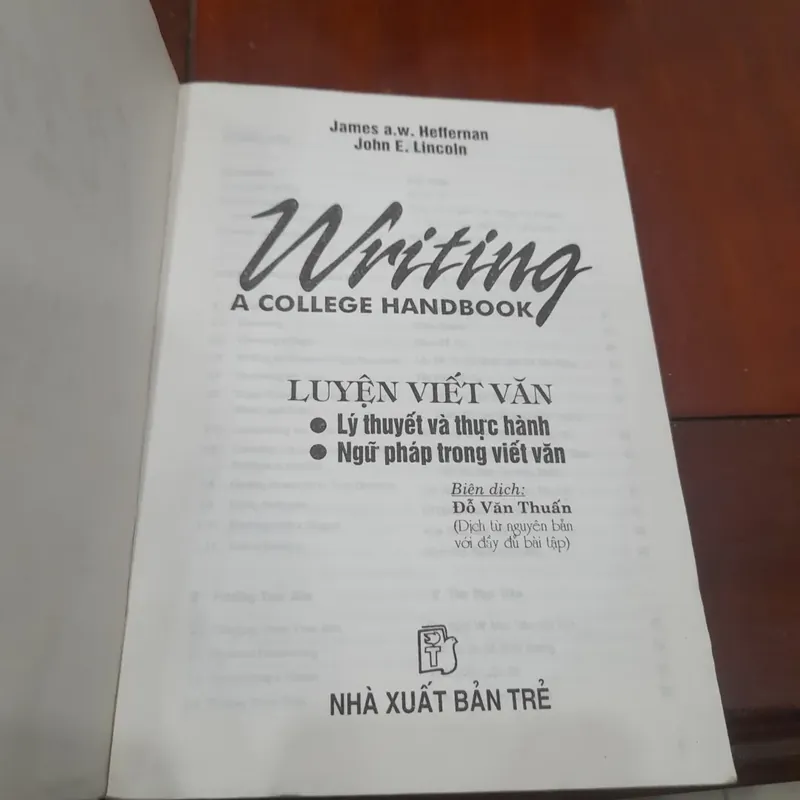 James a.w. Heffernan
John E. Lincoln
Writing
A COLLEGE HANDBOOK
LUYỆN VIẾT VĂN
● Lý thuyết và thực hành
● Ngữ pháp trong viết văn
Biên dịch:
Đỗ Văn Thuấn
(Dịch từ nguyên bản
với đầy đủ bài tập)
T
NHÀ XUẤT BẢN TRẺ